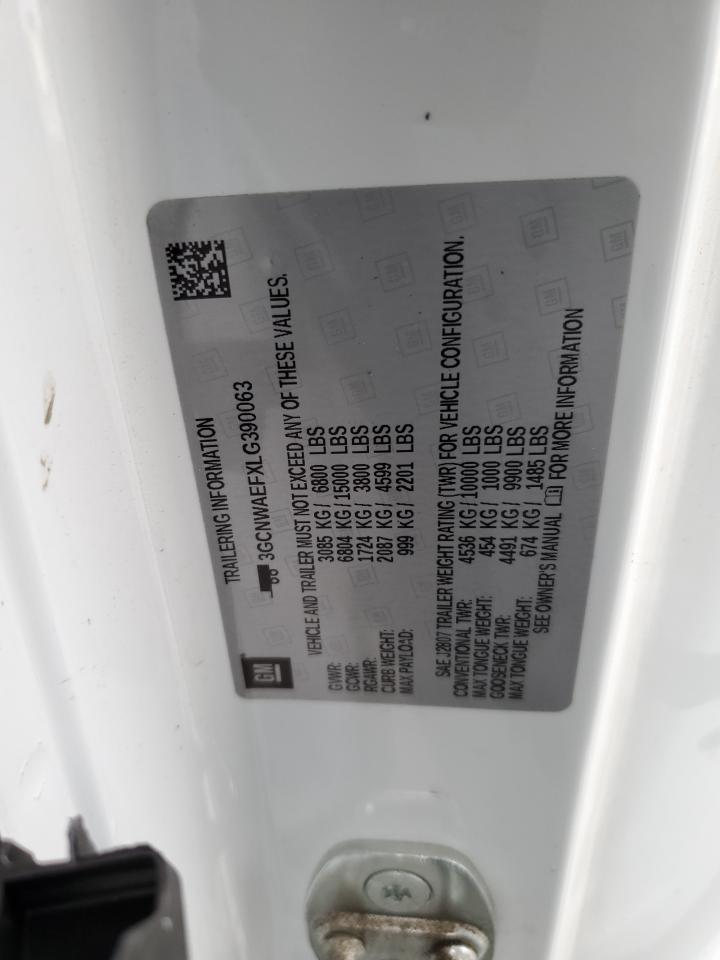 GM
TRAILERING INFORMATION
3GCNWAEFXLG390063
VEHICLE AND TRAILER MUST NOT EXCEED ANY OF THESE VALUES.
GVWR: 3085 KG/ 6800 LBS
GCWR: 6804 KG/ 15000 LBS
RGAWR: 1724 KG/ 3800 LBS
CURB WEIGHT: 2087 KG/ 4599 LBS
MAX PAYLOAD: 999 KG/ 2201 LBS
SAE J2807 TRAILER WEIGHT RATING (TWR) FOR VEHICLE CONFIGURATION.
CONVENTIONAL TWR: 4536 KG/ 10000 LBS
MAX TONGUE WEIGHT: 454 KG/ 1000 LBS
GOOSENECK TWR: 4491 KG/ 9900 LBS
MAX TONGUE WEIGHT: 674 KG/ 1485 LBS
SEE OWNER'S MANUAL FOR MORE INFORMATION